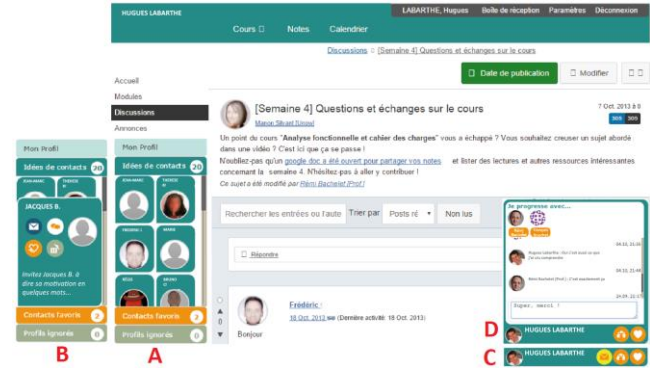 HUGUES LABARTHE
LABARTHE, Hugues Boîte de réception Paramètres Déconnexion
Cours Notes Calendrier
Discussions [Semaine 4] Questions et échanges sur le cours
Date de publication Modifier
Accueil
Modules
Discussions
Annonces
[Semaine 4] Questions et échanges sur le cours
7 Oct. 2013 à 8
309 309
Un point du cours "Analyse fonctionnelle et cahier des charges" vous a échappé ? Vous souhaitez creuser un sujet abordé
dans une vidéo ? C'est ici que ça se passe !
N'oubliez-pas qu'un google doc a été ouvert pour partager vos notes et lister des lectures et autres ressources intéressantes
concernant la semaine 4. N'hésitez-pas à aller y contribuer !
Ce sujet a été modifié par Rémi Bachelet [Prof.]
Rechercher les entrées ou l'aute Trier par Posts ré Non lus
Répondre
Frédéric
18 Oct. 2013 (Dernière activité: 18 Oct. 2013)
0
Bonjour
Mon Profil
Idées de contacts 20
JACQUES B.
Invitez Jacques B. à
dire sa motivation en
quelques mots...
Contacts favoris 2
Profils ignorés 0
B
Mon Profil
Idées de contacts 20
Contacts favoris 2
Profils ignorés 0
A
Je progresse avec...
Super, merci !
D
HUGUES LABARTHE
C
HUGUES LABARTHE